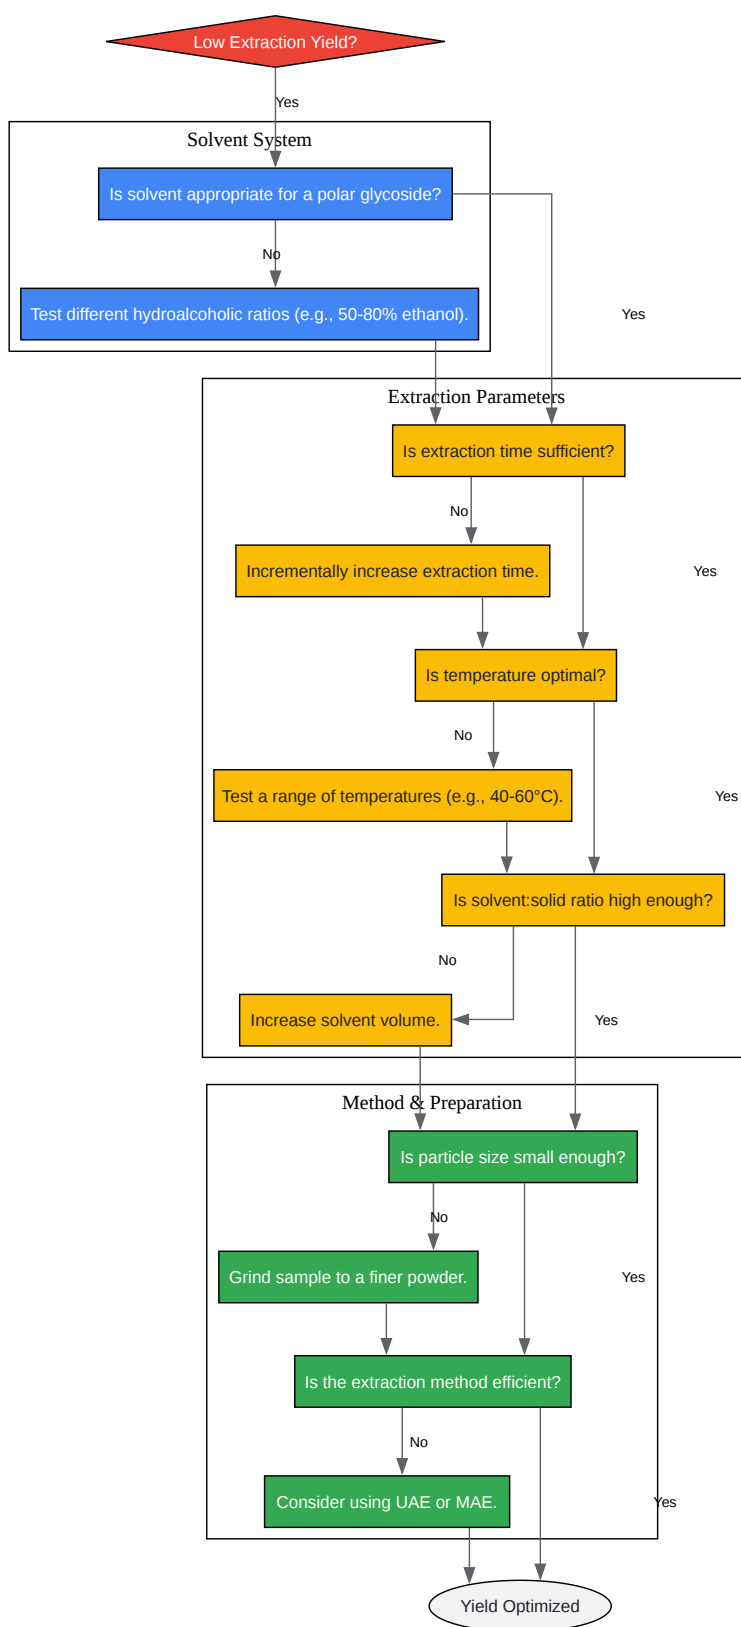 Low Extraction Yield?
Yes
Solvent System
Is solvent appropriate for a polar glycoside?
No
Test different hydroalcoholic ratios (e.g., 50-80% ethanol).
Yes
Extraction Parameters
Is extraction time sufficient?
No
Incrementally increase extraction time.
Yes
Is temperature optimal?
No
Test a range of temperatures (e.g., 40-60°C).
Yes
Is solvent:solid ratio high enough?
No
Increase solvent volume.
Yes
Method & Preparation
Is particle size small enough?
No
Grind sample to a finer powder.
Yes
Is the extraction method efficient?
No
Consider using UAE or MAE.
Yes
Yield Optimized